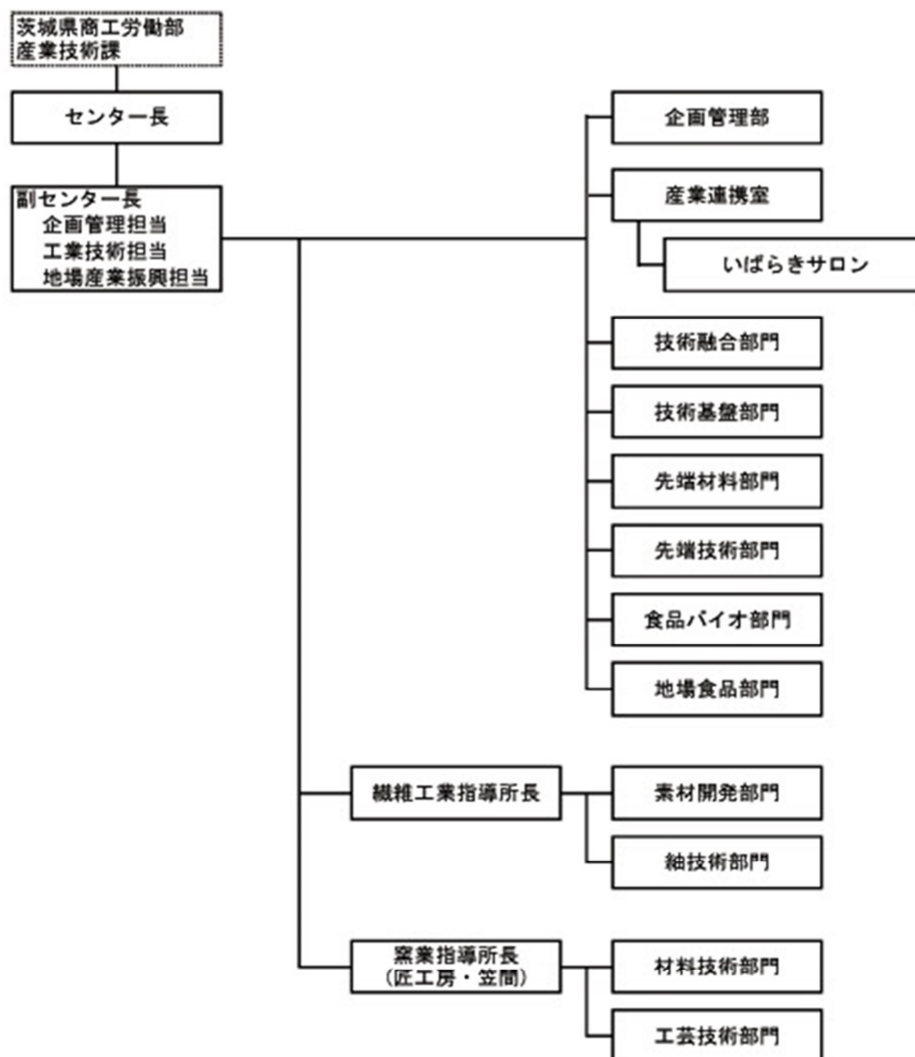 茨城県商工労働部
産業技術課
センター長
副センター長
企画管理担当
工業技術担当
地場産業振興担当
企画管理部
産業連携室
いばらきサロン
技術融合部門
技術基盤部門
先端材料部門
先端技術部門
食品バイオ部門
地場食品部門
繊維工業指導所長
素材開発部門
紬技術部門
窯業指導所長
(匠工房・笠間)
材料技術部門
工芸技術部門